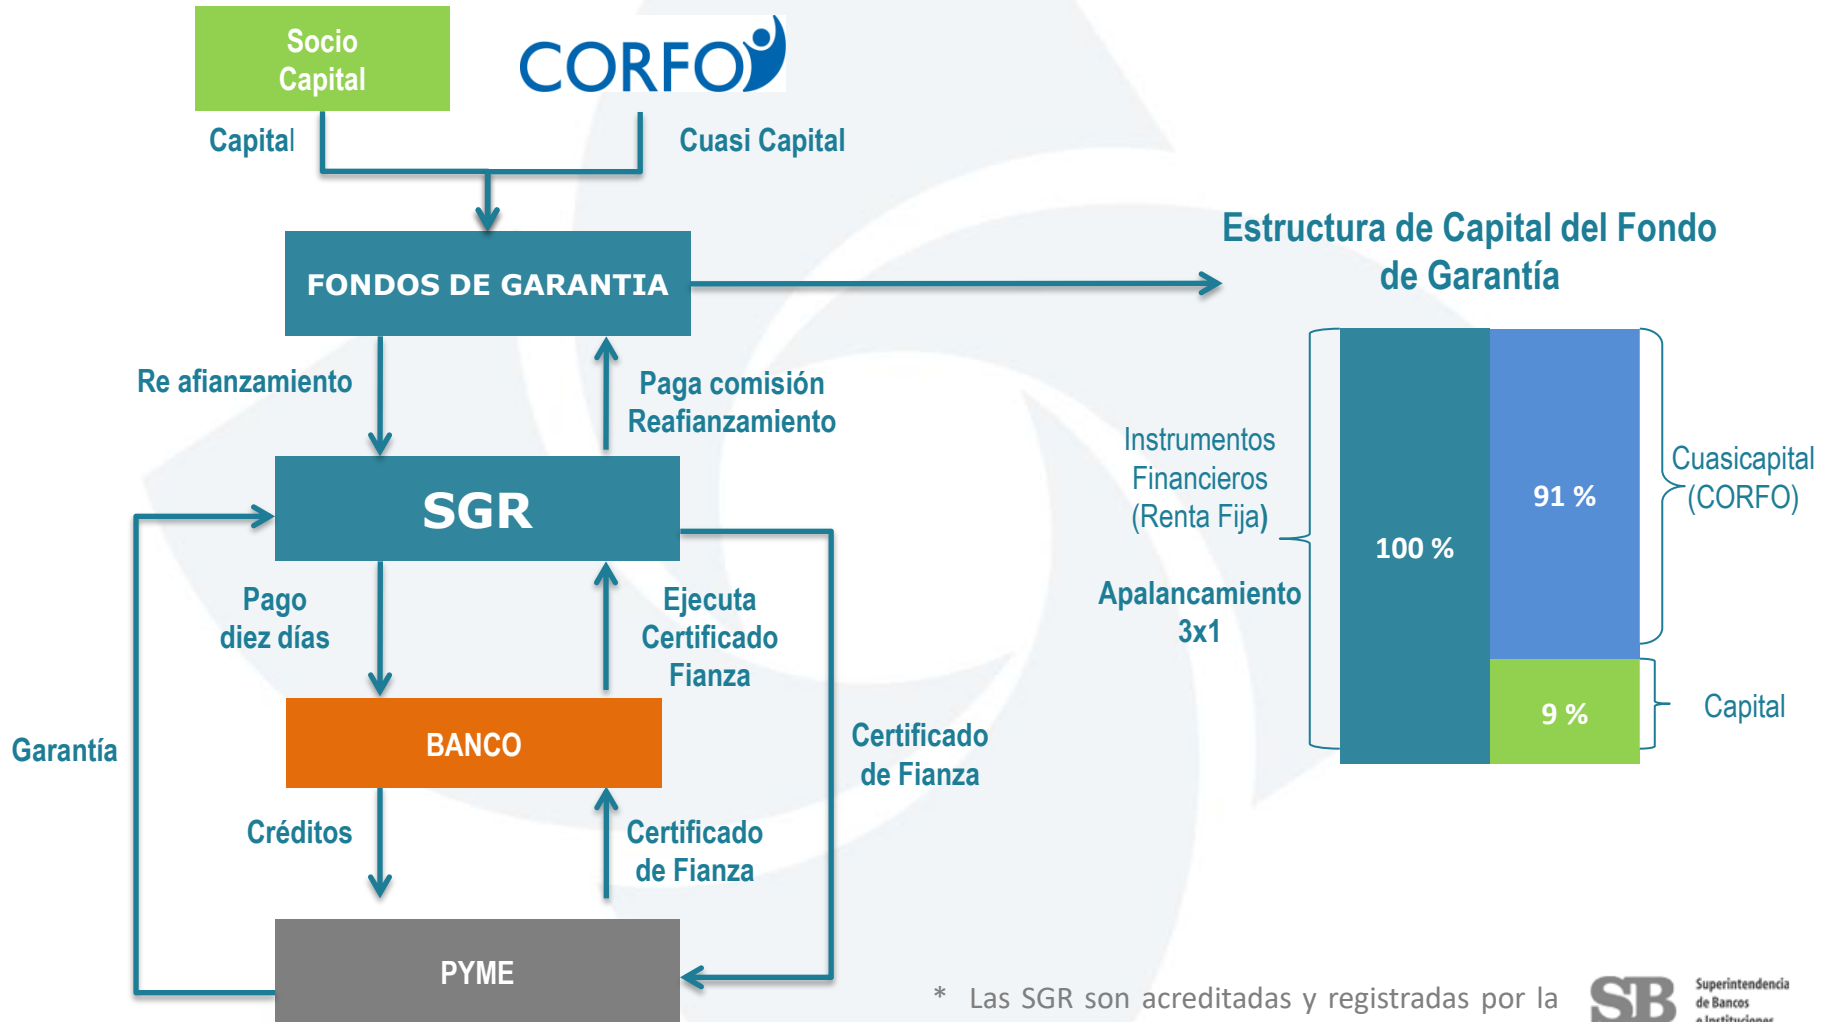 Socio
Capital
CORFO
Capital
Cuasi Capital
FONDOS DE GARANTIA
Re afianzamiento
Paga comisión
Reafianzamiento
SGR
Pago
diez días
Ejecuta
Certificado
Fianza
BANCO
Garantía
Certificado
de Fianza
Créditos
Certificado
de Fianza
PYME
Estructura de Capital del Fondo
de Garantía
Instrumentos
Financieros
(Renta Fija)
Apalancamiento
3x1
100 %
91 %
9 %
Cuasicapital
(CORFO)
Capital
* Las SGR son acreditadas y registradas por la
SB
Superintendencia
de Bancos
e Instituciones